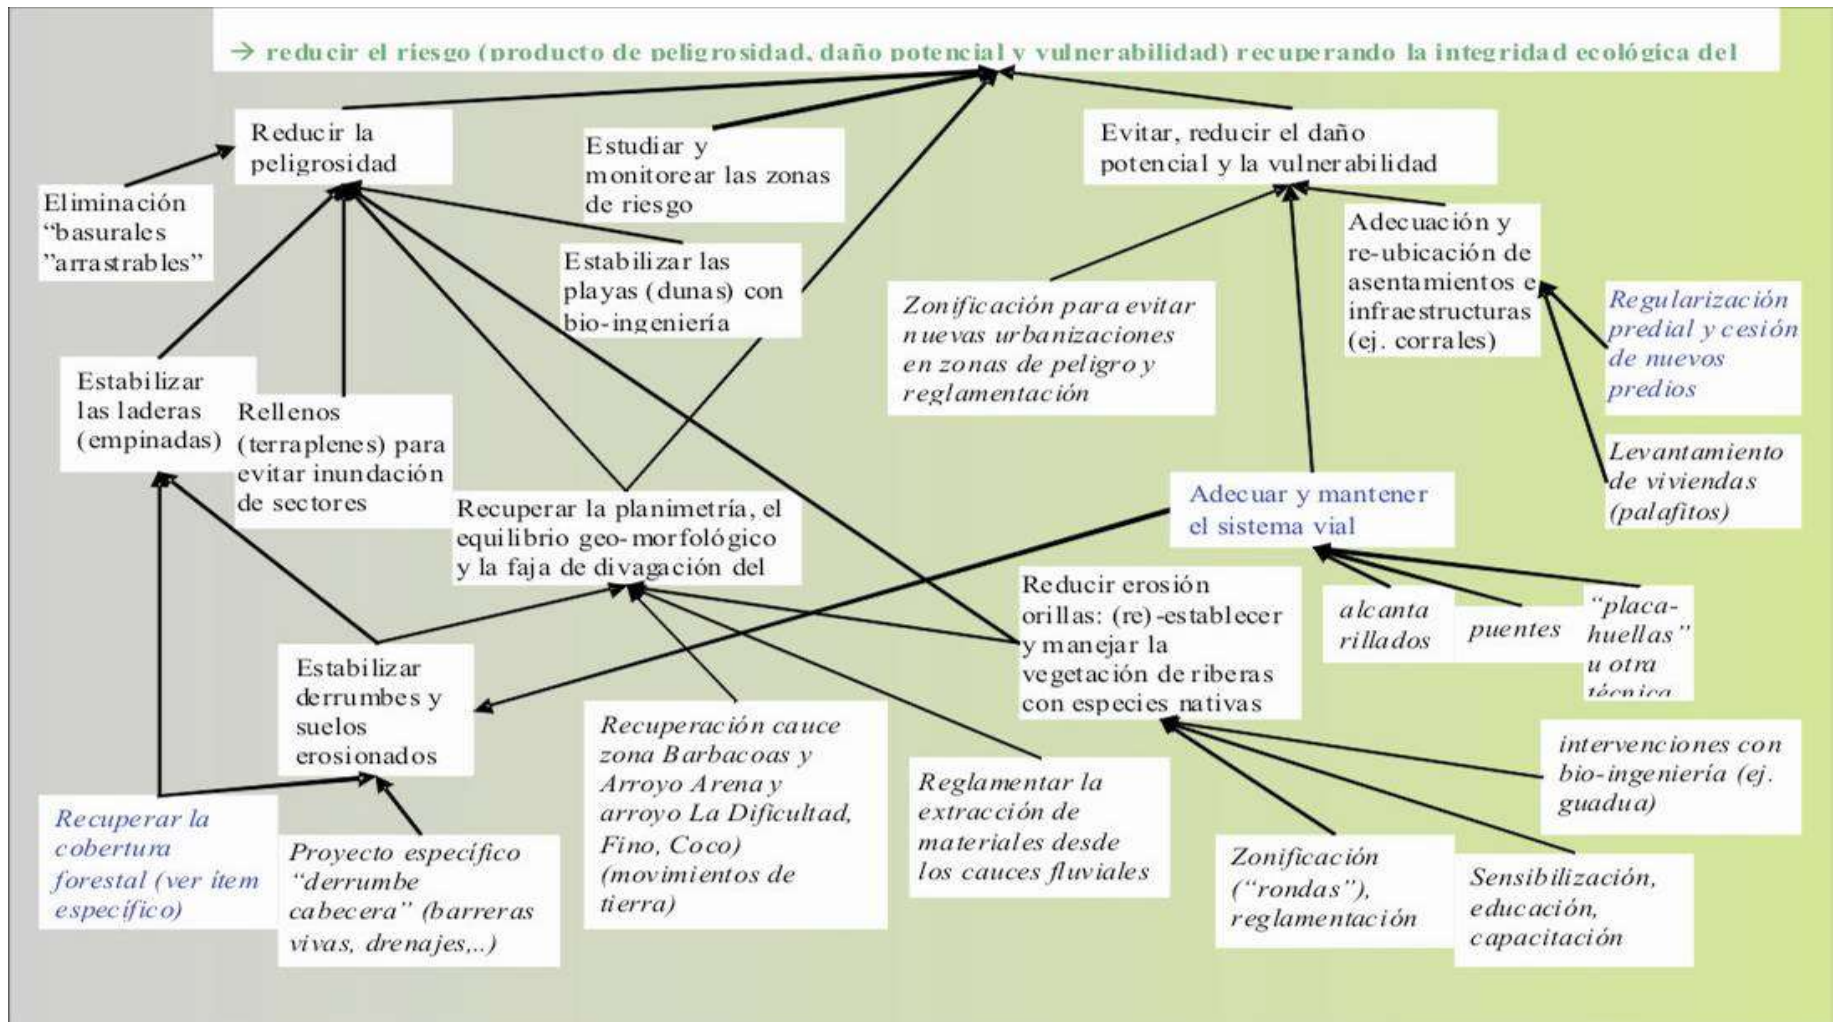 → reducir el riesgo (producto de peligrosidad, daño potencial y vulnerabilidad) recuperando la integridad ecológica del
Reducir la
peligrosidad
Estudiar y
monitorear las zonas
de riesgo
Evitar, reducir el daño
potencial y la vulnerabilidad
Eliminación
“basurales
”arrastrables”
Estabilizar las
playas (dunas) con
bio-ingeniería
Adecuación y
re-ubicación de
asentamientos e
infraestructuras
(ej. corrales)
Zonificación para evitar
nuevas urbanizaciones
en zonas de peligro y
reglamentación
Regularización
predial y cesión
de nuevos
predios
Estabilizar
las laderas
(empinadas)
Rellenos
(terraplenes) para
evitar inundación
de sectores
Levantamiento
de viviendas
(palafitos)
Recuperar la planimetría, el
equilibrio geo-morfológico
y la faja de divagación del
Adecuar y mantener
el sistema vial
Reducir erosión
orillas: (re)-establecer
y manejar la
vegetación de riberas
con especies nativas
alcanta
rillados
puentes
“placa-
huellas”
u otra
técnica
Estabilizar
derrumbes y
suelos
erosionados
Recuperación cauce
zona Barbacoas y
Arroyo Arena y
arroyo La Dificultad,
Fino, Coco)
(movimientos de
tierra)
Reglamentar la
extracción de
materiales desde
los cauces fluviales
intervenciones con
bio-ingeniería (ej.
guadua)
Recuperar la
cobertura
forestal (ver ítem
específico)
Proyecto específico
“derrumbe
cabecera” (barreras
vivas, drenajes,..)
Zonificación
(“rondas”),
reglamentación
Sensibilización,
educación,
capacitación